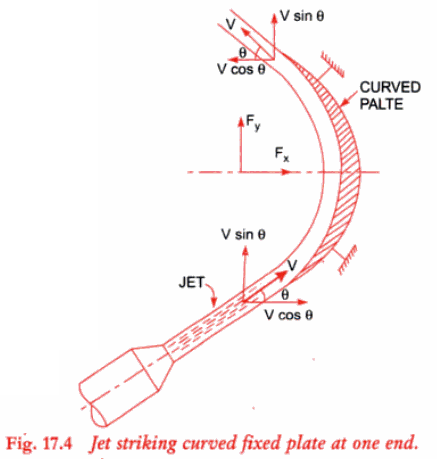 V
V sin θ
θ
V cos θ
CURVED
PALTE
Fy
Fx
V sin θ
V
JET
θ
V cos θ
Fig. 17.4 Jet striking curved fixed plate at one end.